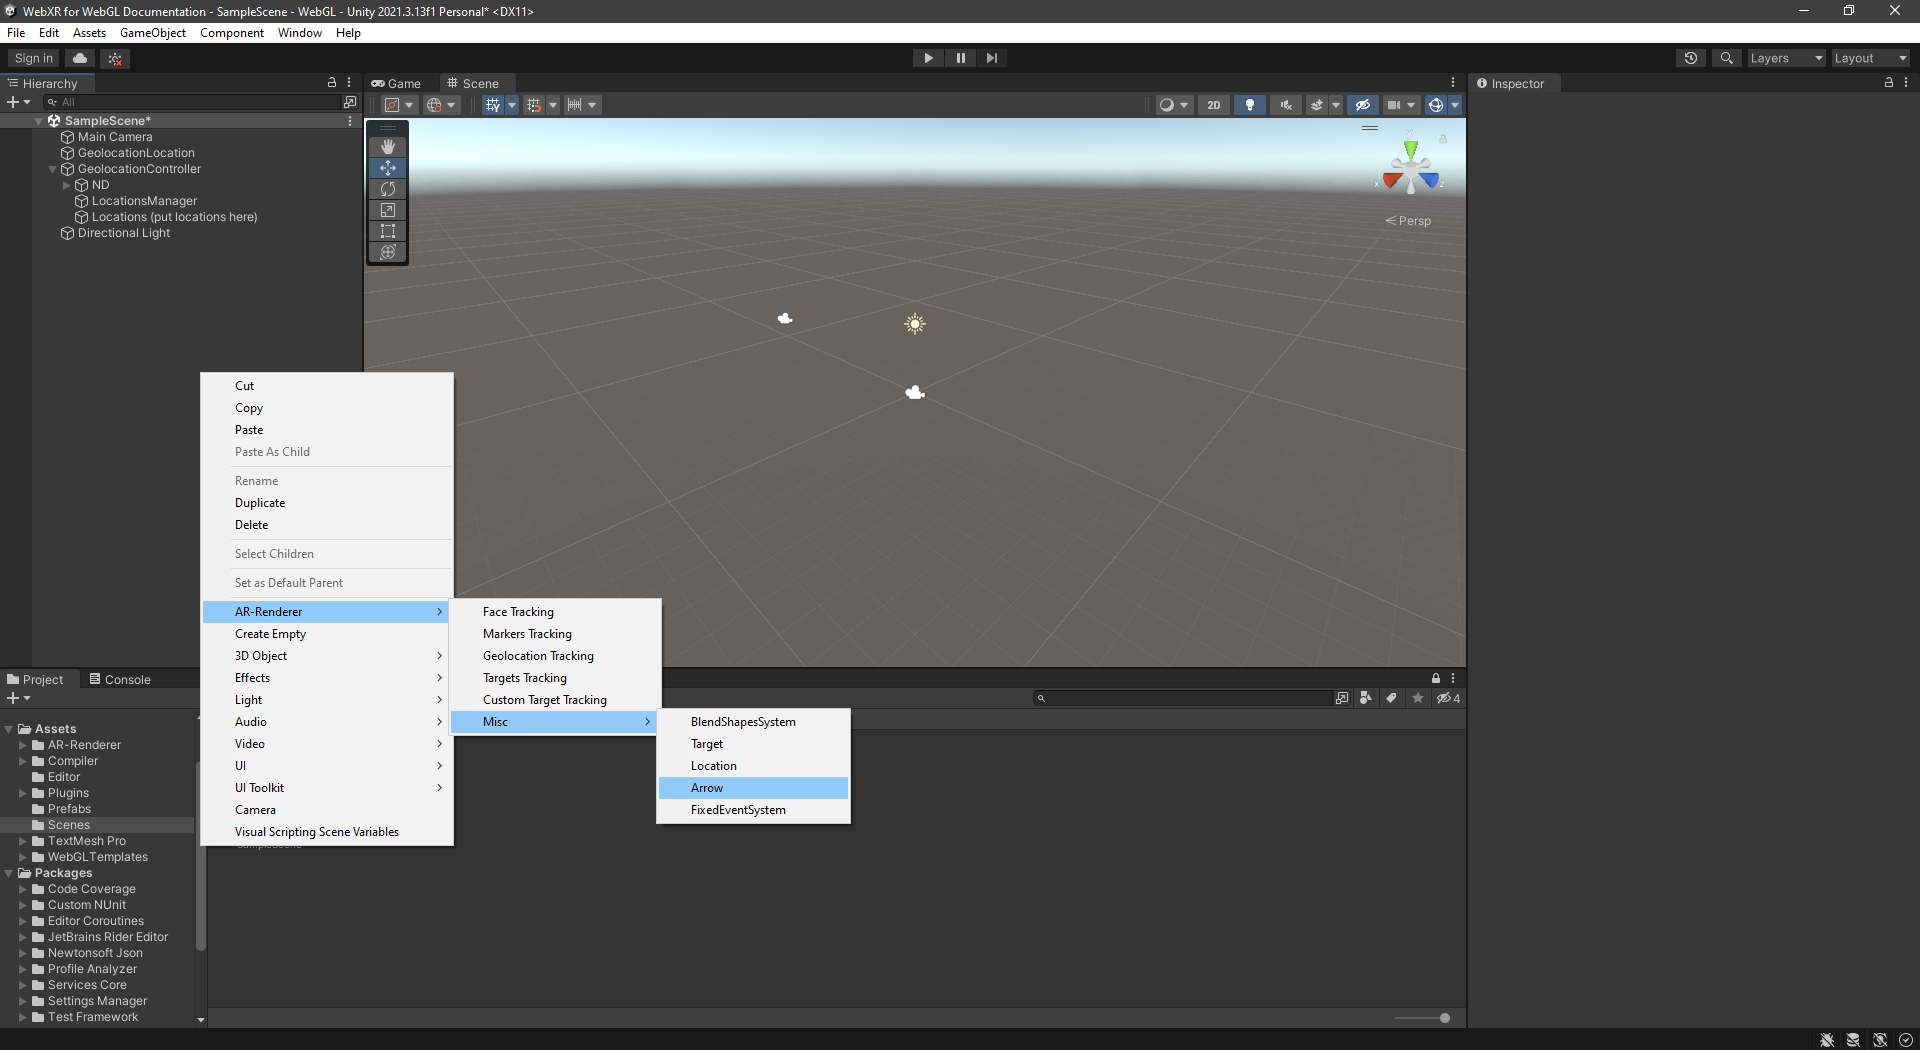 WebXR for WebGL Documentation - SampleScene - WebGL - Unity 2021.3.13f1 Personal* <DX11>
File Edit Assets GameObject Component Window Help
Sign in
Layers
Layout
Hierarchy
All
SampleScene*
Main Camera
GeolocationLocation
GeolocationController
ND
LocationsManager
Locations (put locations here)
Directional Light
Game
Scene
2D
y
x
z
Persp
Inspector
Cut
Copy
Paste
Paste As Child
Rename
Duplicate
Delete
Select Children
Set as Default Parent
AR-Renderer
Create Empty
3D Object
Effects
Light
Audio
Video
UI
UI Toolkit
Camera
Visual Scripting Scene Variables
Face Tracking
Markers Tracking
Geolocation Tracking
Targets Tracking
Custom Target Tracking
Misc
BlendShapesSystem
Target
Location
Arrow
FixedEventSystem
Project
Console
4
Assets
AR-Renderer
Compiler
Editor
Plugins
Prefabs
Scenes
TextMesh Pro
WebGLTemplates
Packages
Code Coverage
Custom NUnit
Editor Coroutines
JetBrains Rider Editor
Newtonsoft Json
Profile Analyzer
Services Core
Settings Manager
Test Framework
SampleScene